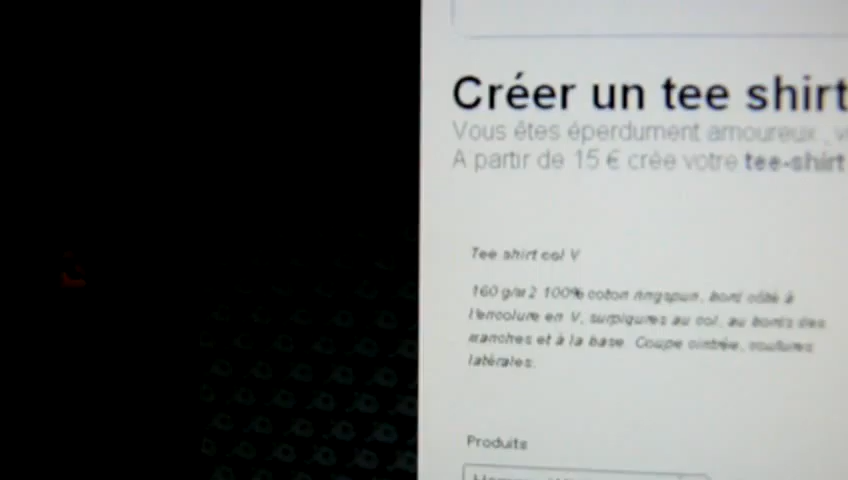 Créer un tee shirt
Vous êtes éperdument amoureux ,
A partir de 15 € crée votre tee-shirt
Tee shirt col V
160 g/m2 100% coton ringspun, bord côté à
l'encolure en V, surpiqures au col, au bords des
manches et à la base. Coupe cintrée, coutures
latérales.
Produits